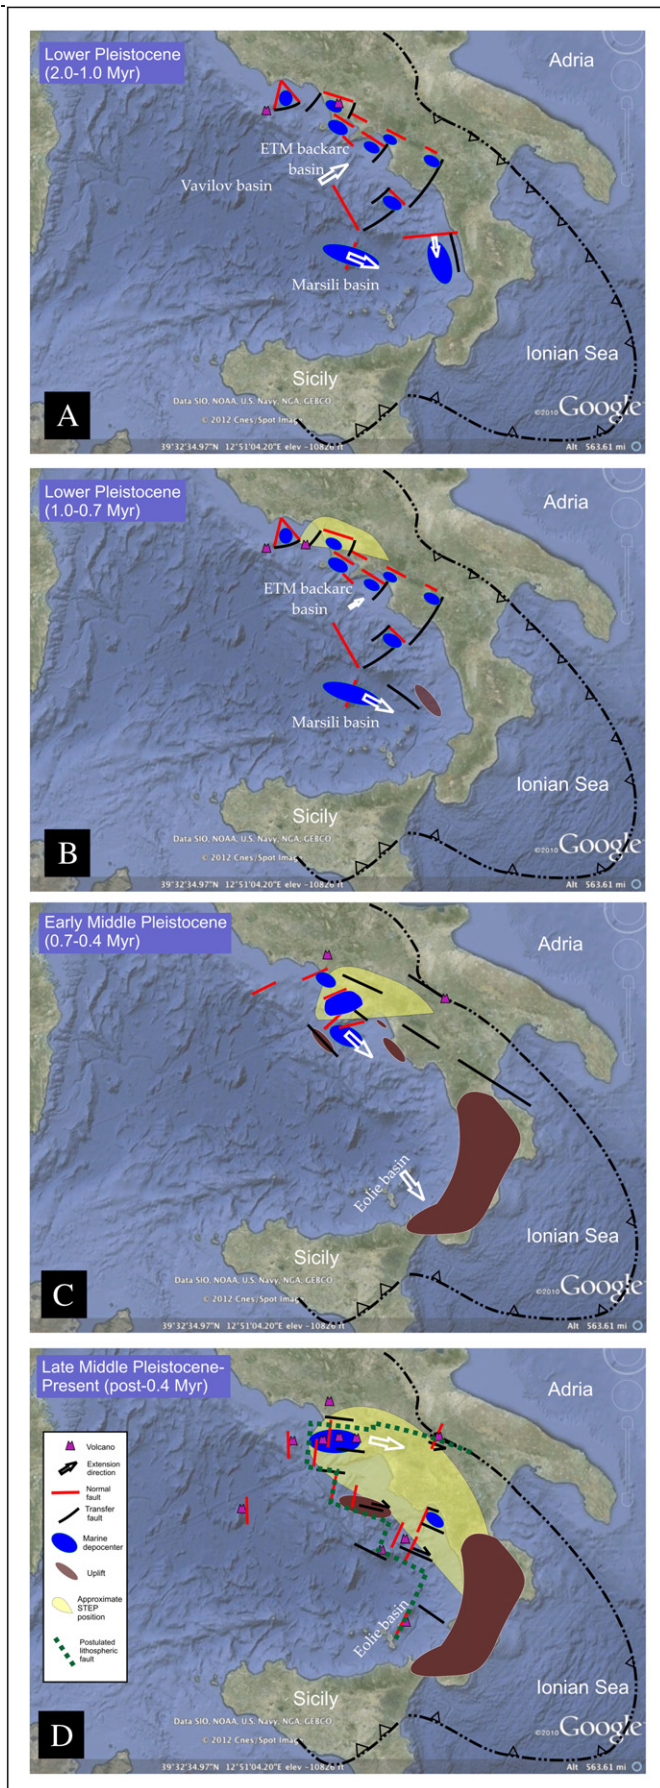 Lower Pleistocene
(2.0-1.0 Myr)
Adria
ETM backarc
basin
Vavilov basin
Marsili basin
Ionian Sea
Sicily
Data SIO, NOAA, U.S. Navy, NGA, GEBCO
© 2012 Cnes/Spot Image
©2010 Google
A
39°32'34.97"N 12°51'04.20"E elev -10826 ft
Alt 563.61 mi
Lower Pleistocene
(1.0-0.7 Myr)
Adria
ETM backarc
basin
Marsili basin
Ionian Sea
Sicily
Data SIO, NOAA, U.S. Navy, NGA, GEBCO
© 2012 Cnes/Spot Image
©2010 Google
B
39°32'34.97"N 12°51'04.20"E elev -10826 ft
Alt 563.61 mi
Early Middle Pleistocene
(0.7-0.4 Myr)
Adria
Eolie basin
Ionian Sea
Sicily
Data SIO, NOAA, U.S. Navy, NGA, GEBCO
© 2012 Cnes/Spot Image
©2010 Google
C
39°32'34.97"N 12°51'04.20"E elev -10826 ft
Alt 563.61 mi
Late Middle Pleistocene-
Present (post-0.4 Myr)
Adria
Volcano
Extension
direction
Normal
fault
Transfer
fault
Marine
depocenter
Uplift
Approximate
STEP
position
Postulated
lithospheric
fault
Eolie basin
Ionian Sea
Sicily
Data SIO, NOAA, U.S. Navy, NGA, GEBCO
© 2012 Cnes/Spot Image
©2010 Google
D
39°32'34.97"N 12°51'04.20"E elev -10826 ft
Alt 563.61 mi